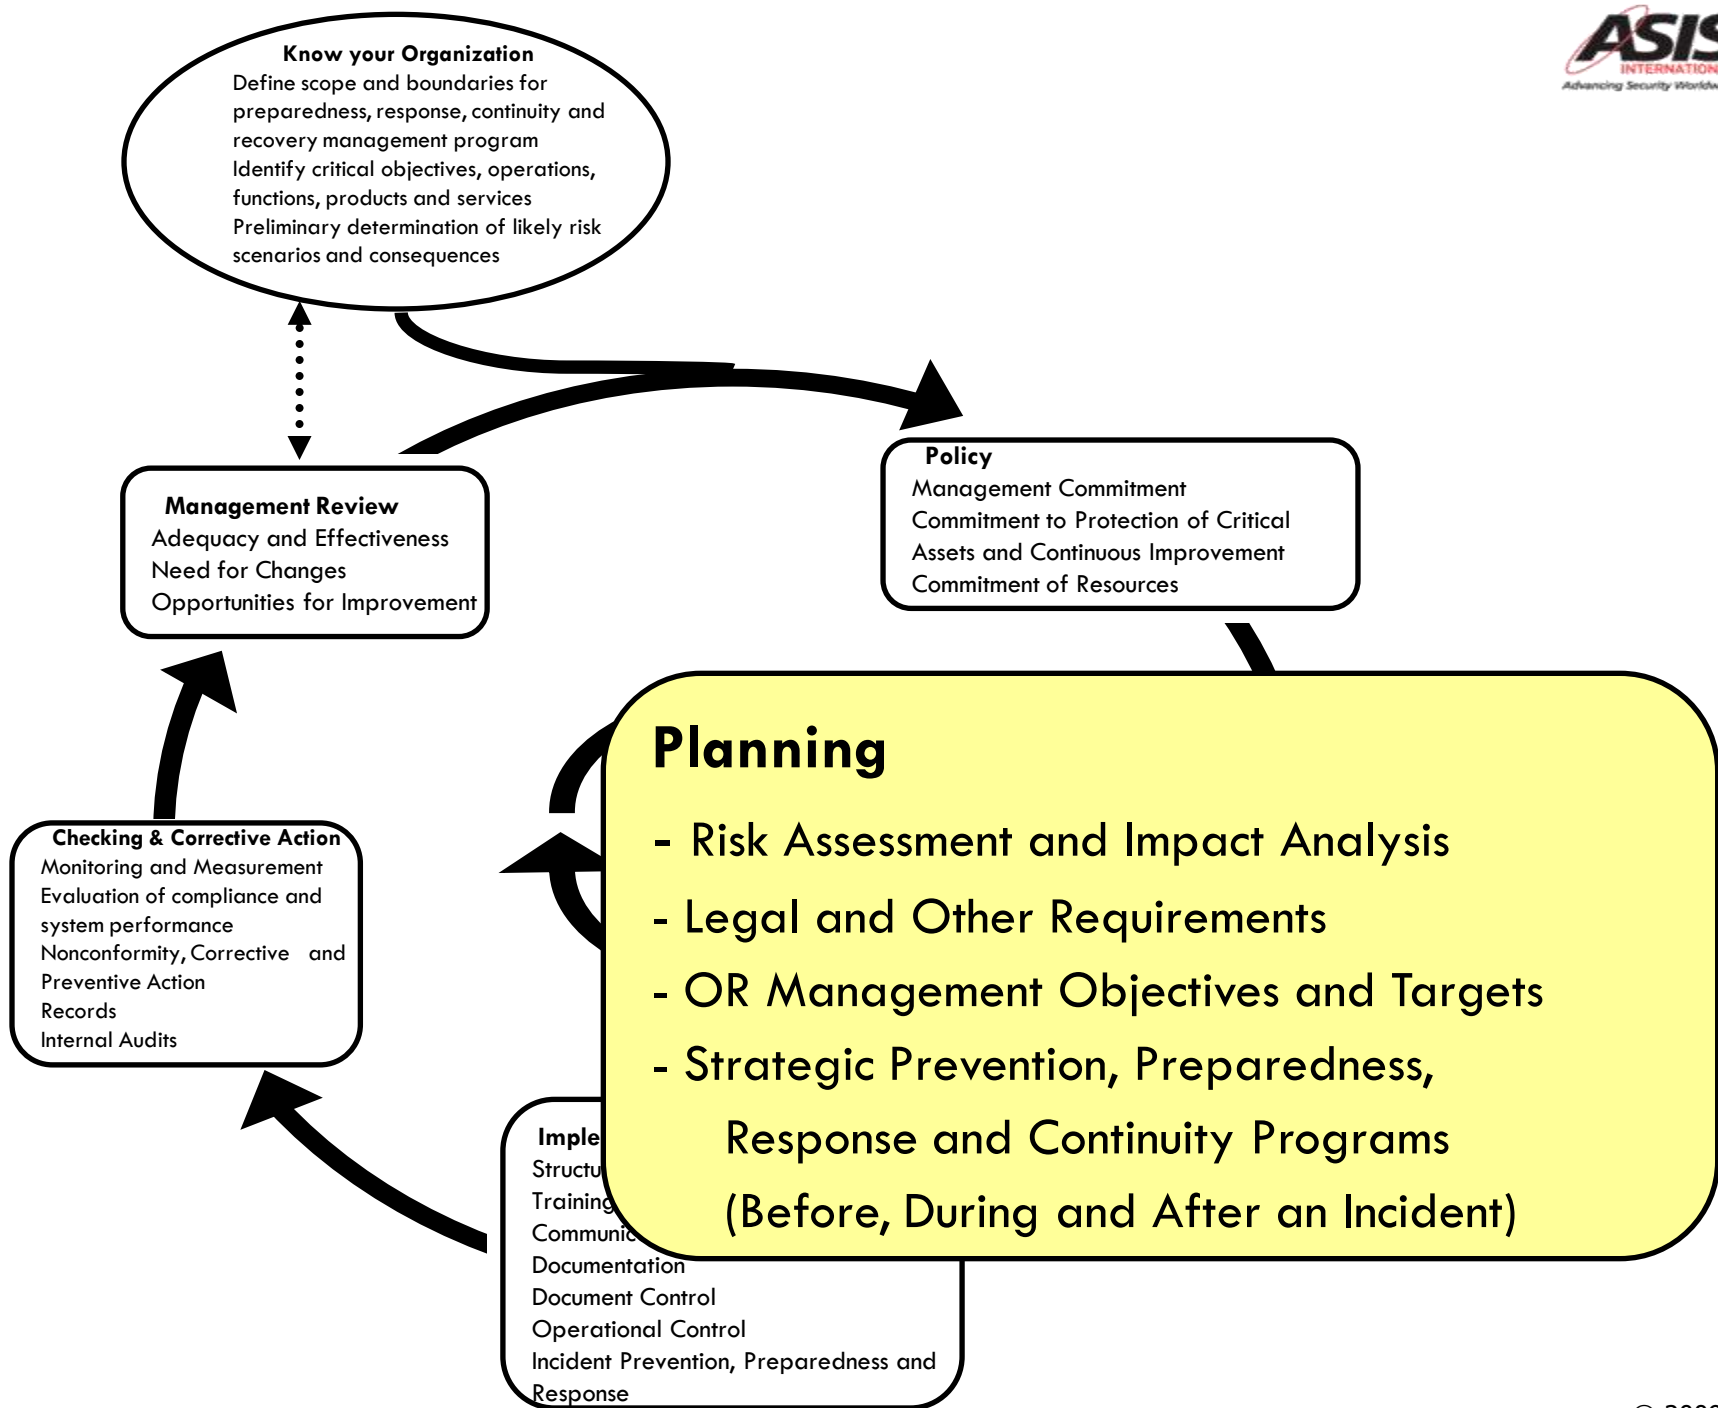 ASIS
INTERNATIONAL
Advancing Security
Know your Organization
Define scope and boundaries for
preparedness, response, continuity and
recovery management program
Identify critical objectives, operations,
functions, products and services
Preliminary determination of likely risk
scenarios and consequences
Policy
Management Commitment
Commitment to Protection of Critical
Assets and Continuous Improvement
Commitment of Resources
Management Review
Adequacy and Effectiveness
Need for Changes
Opportunities for Improvement
Planning
- Risk Assessment and Impact Analysis
- Legal and Other Requirements
- OR Management Objectives and Targets
- Strategic Prevention, Preparedness,
Response and Continuity Programs
(Before, During and After an Incident)
Checking & Corrective Action
Monitoring and Measurement
Evaluation of compliance and
system performance
Nonconformity, Corrective and
Preventive Action
Records
Internal Audits
Training
Documentation
Document Control
Operational Control
Incident Prevention, Preparedness and
Response